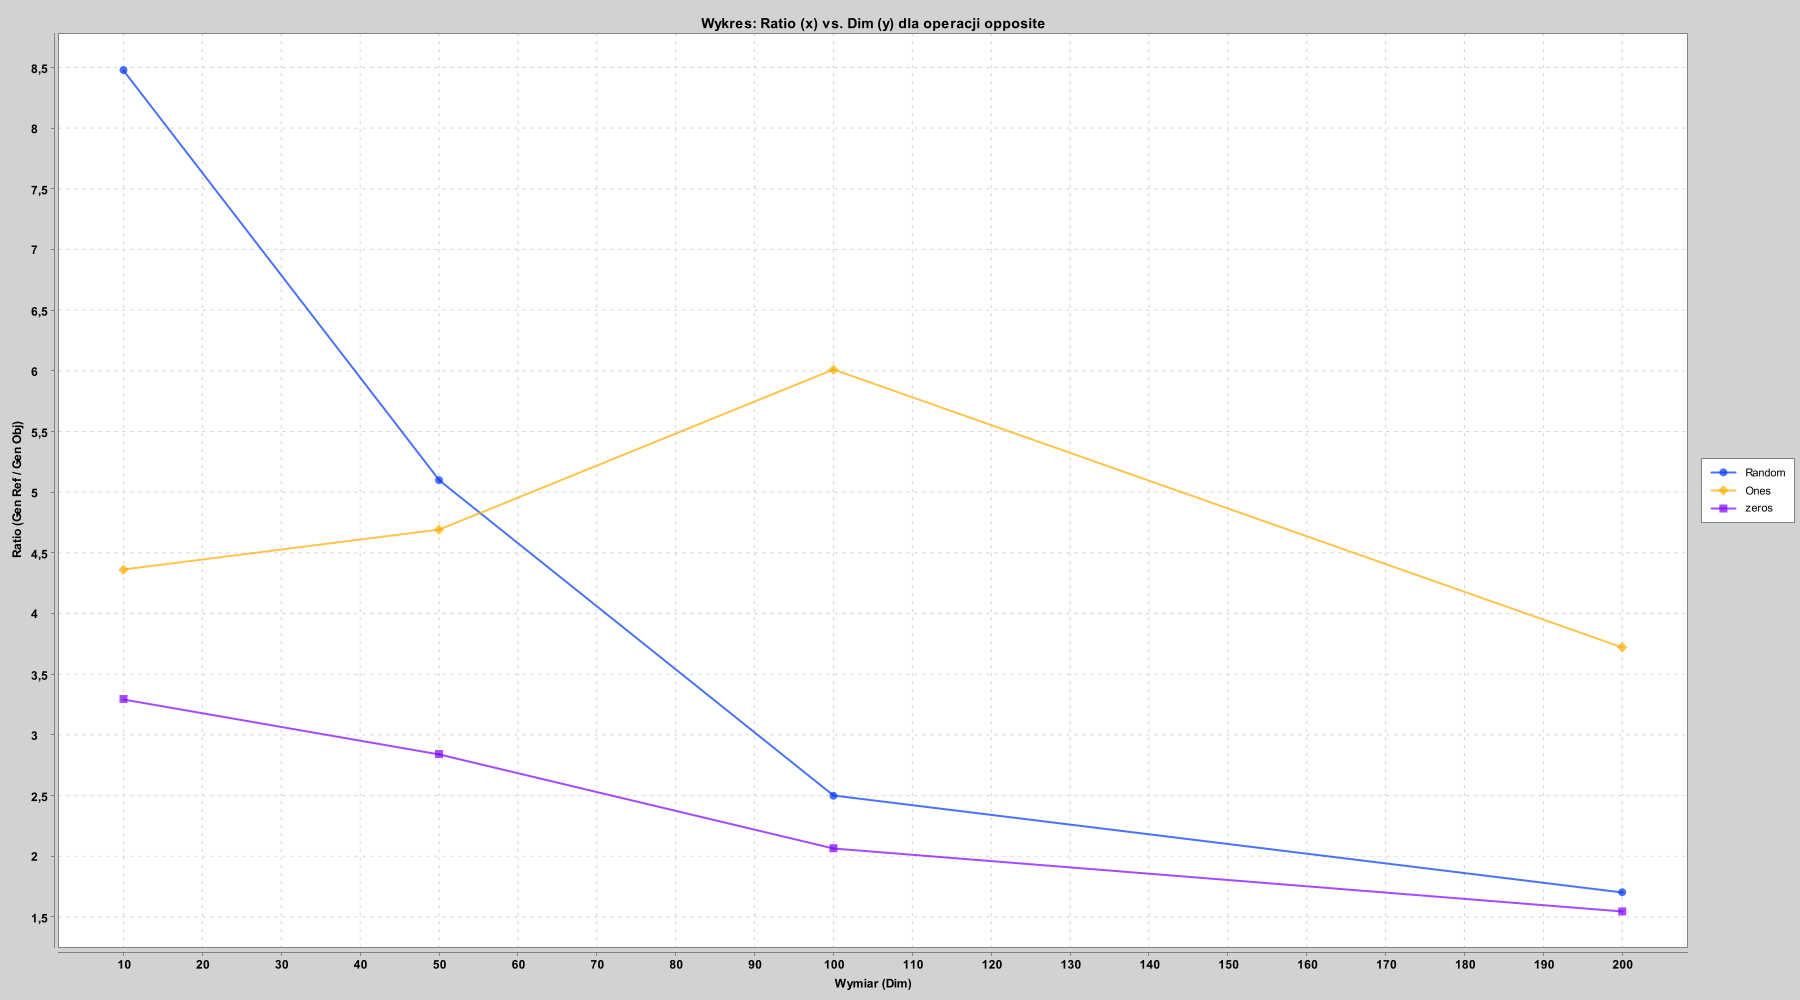 Wykres: Ratio (x) vs. Dim (y) dla operacji opposite
8,5
8
7,5
7
6,5
6
5,5
5
4,5
4
3,5
3
2,5
2
1,5
Ratio (Gen Ref / Gen Obj)
10 20 30 40 50 60 70 80 90 100 110 120 130 140 150 160 170 180 190 200
Wymiar (Dim)
Random
Ones
zeros